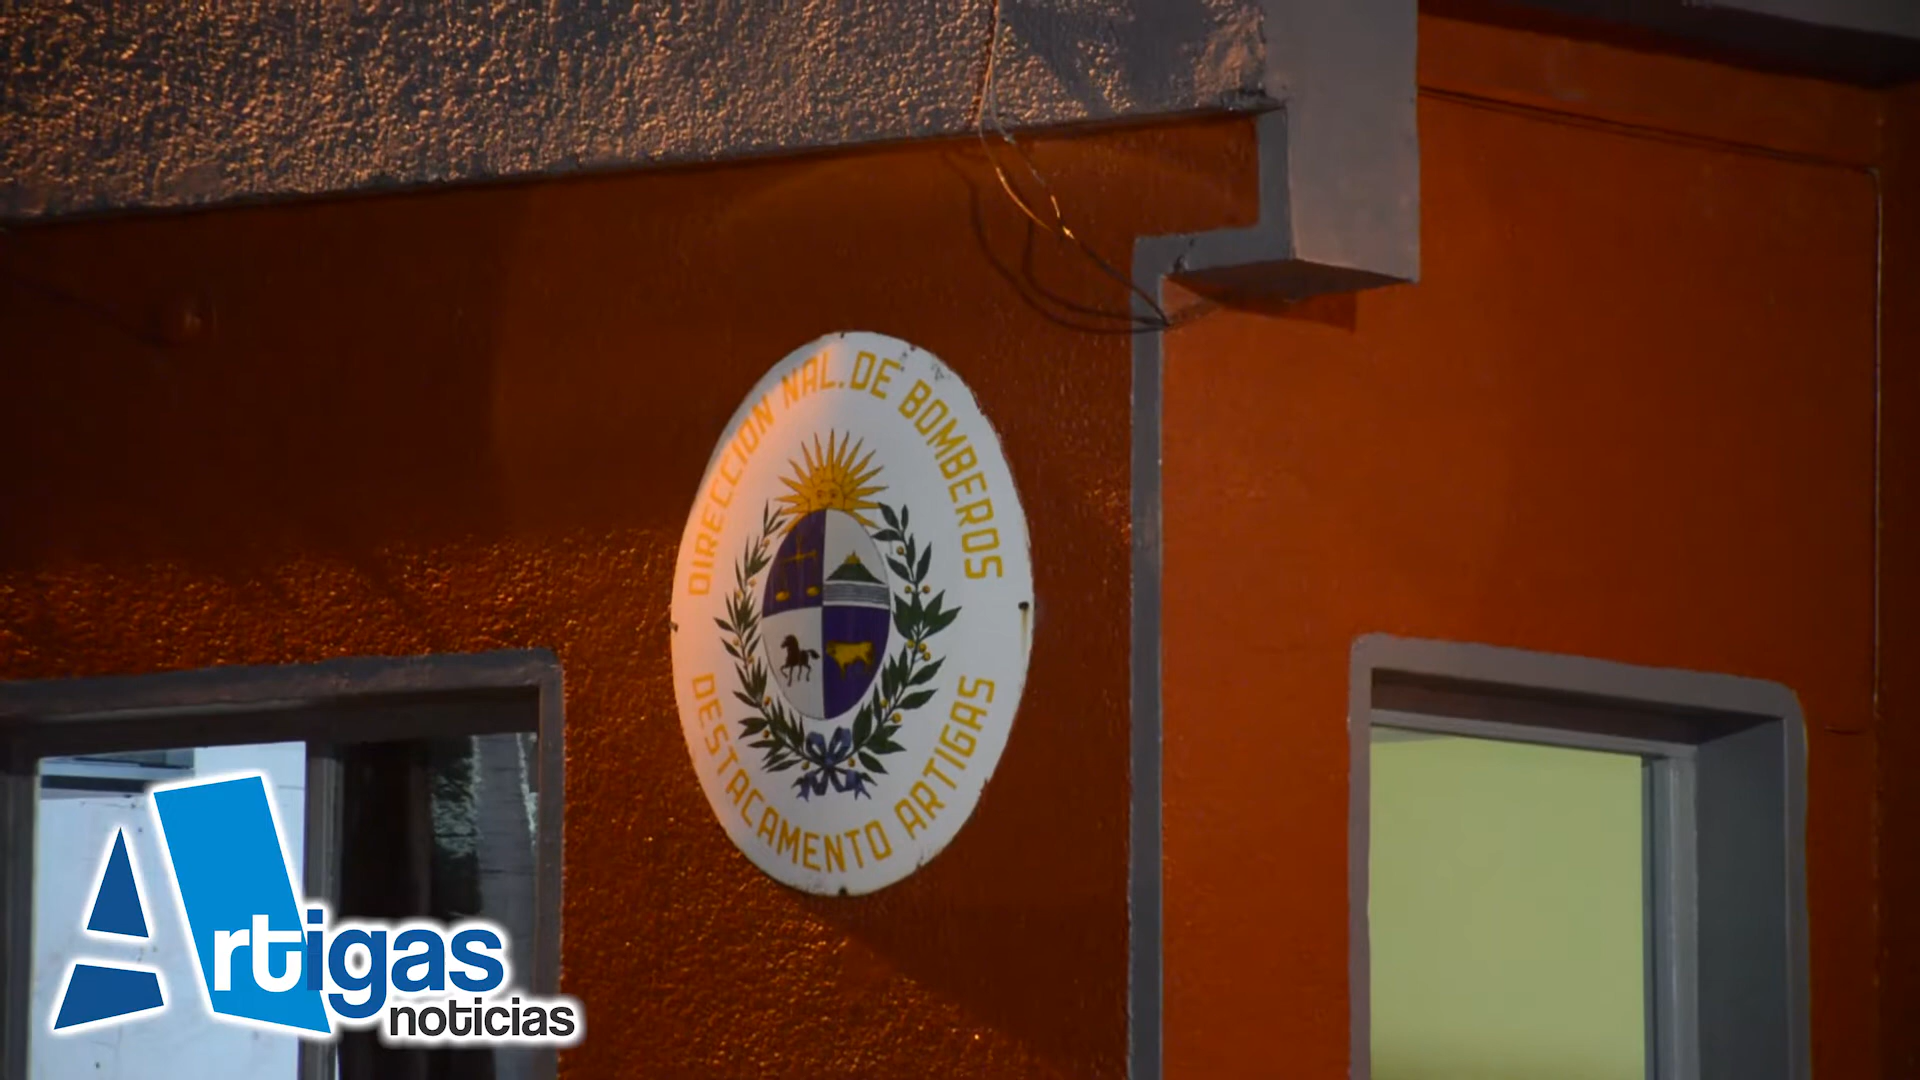 DIRECCION NAL. DE BOMBEROS
DESTACAMENTO ARTIGAS
Artigas
noticias